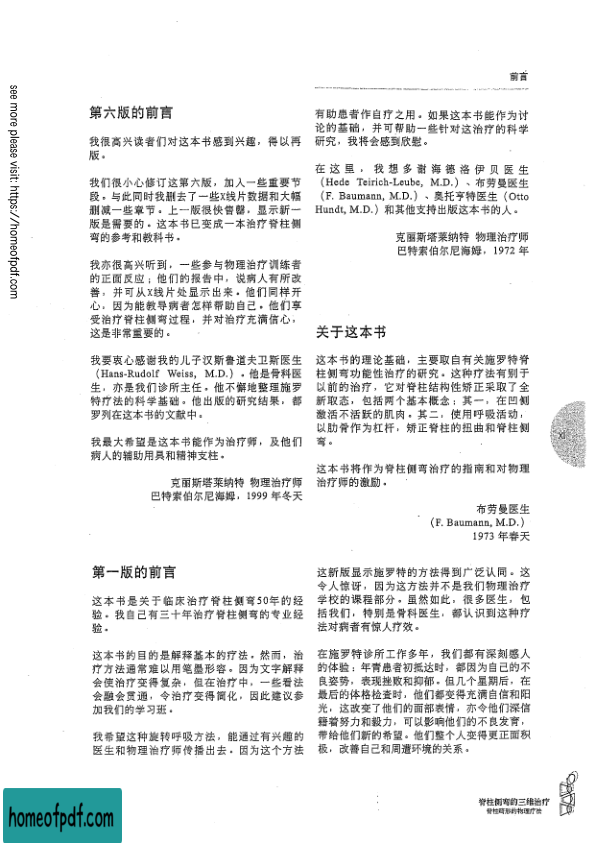 前言
第六版的前言
我很高兴读者们对这本书感到兴趣，得以再
版。
我们很小心修订这第六版，加入一些重要节
段。与此同时我删去了一些X线片数据和大幅
删减一些章节。上一版很快售罄，显示新一
版是需要的。这本书已变成一本治疗脊柱侧
弯的参考和教科书。
我亦很高兴听到，一些参与物理治疗训练者
的正面反应；他们的报告中，说病人有所改
善，并可从X线片处显示出来。他们同样开
心，因为能教导病者怎样帮助自己。他们享
受治疗脊柱侧弯过程，并对治疗充满信心，
这是非常重要的。
我要衷心感谢我的儿子汉斯鲁道夫卫斯医生
（Hans-Rudolf Weiss, M.D.）。他是骨科医
生，亦是我们诊所主任。他不懈地整理施罗
特疗法的科学基础。他出版的研究结果，都
罗列在这本书的文献中。
我最大希望是这本书能作为治疗师，及他们
病人的辅助用具和精神支柱。
克丽斯塔莱纳特 物理治疗师
巴特索伯尔尼海姆，1999 年冬天
第一版的前言
这本书是关于临床治疗脊柱侧弯50年的经
验。我自己有三十年治疗脊柱侧弯的专业经
验。
这本书的目的是解释基本的疗法。然而，治
疗方法通常难以用笔墨形容。因为文字解释
会使治疗变得复杂，但在治疗中，一些看法
会融会贯通，令治疗变得简化，因此建议参
加我们的学习班。
我希望这种旋转呼吸方法，能通过有兴趣的
医生和物理治疗师传播出去。因为这个方法
有助患者作自疗之用。如果这本书能作为讨
论的基础，并可帮助一些针对这治疗的科学
研究，我将会感到欣慰。
在这里，我想多谢海德洛伊贝医生
（Hede Teirich-Leube, M.D.）、布劳曼医生
（F. Baumann, M.D.）、奥托亨特医生（Otto
Hundt, M.D.）和其他支持出版这本书的人。
克丽斯塔莱纳特 物理治疗师
巴特索伯尔尼海姆，1972 年
关于这本书
这本书的理论基础，主要取自有关施罗特脊
柱侧弯功能性治疗的研究。这种疗法有别于
以前的治疗，它对脊柱结构性矫正采取了全
新取态，包括两个基本概念：其一，在凹侧
激活不活跃的肌肉。其二，使用呼吸活动，
以肋骨作为杠杆，矫正脊柱的扭曲和脊柱侧
弯。
这本书将作为脊柱侧弯治疗的指南和对物理
治疗师的激励。
布劳曼医生
（F. Baumann, M.D.）
1973 年春天
这新版显示施罗特的方法得到广泛认同。这
令人惊讶，因为这方法并不是我们物理治疗
学校的课程部分。虽然如此，很多医生，包
括我们，特别是骨科医生，都认识到这种疗
法对病者有惊人疗效。
在施罗特诊所工作多年，我们都有深刻感人
的体验：年青患者初抵达时，都因为自己的不
良姿势，表现挫败和抑郁。但几个星期后，在
最后的体格检查时，他们都变得充满自信和阳
光，这改变了他们的面部表情，亦令他们深信
籍着努力和毅力，可以影响他们的不良发育，
带给他们新的希望。他们整个人变得更正面积
极，改善自己和周遭环境的关系。
xi
脊柱侧弯的三维治疗
脊柱畸形的物理疗法
see more please visit: https://homeofpdf.com
homeofpdf.com